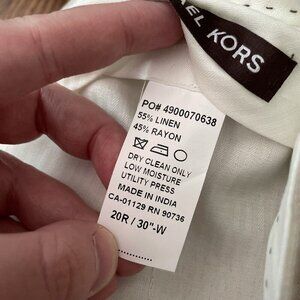 AEL KORS
PO# 4900070638
55% LINEN
45% RAYON
DRY CLEAN ONLY
LOW MOISTURE
UTILITY PRESS
MADE IN INDIA
CA-01129 RN 90736
20R / 30"-W